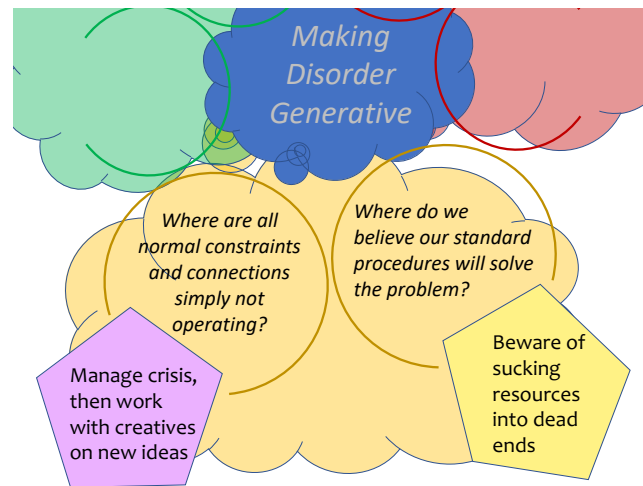 Making
Disorder
Generative
Where are all
normal constraints
and connections
simply not
operating?
Where do we
believe our standard
procedures will solve
the problem?
Manage crisis,
then work
with creatives
on new ideas
Beware of
sucking
resources
into dead
ends